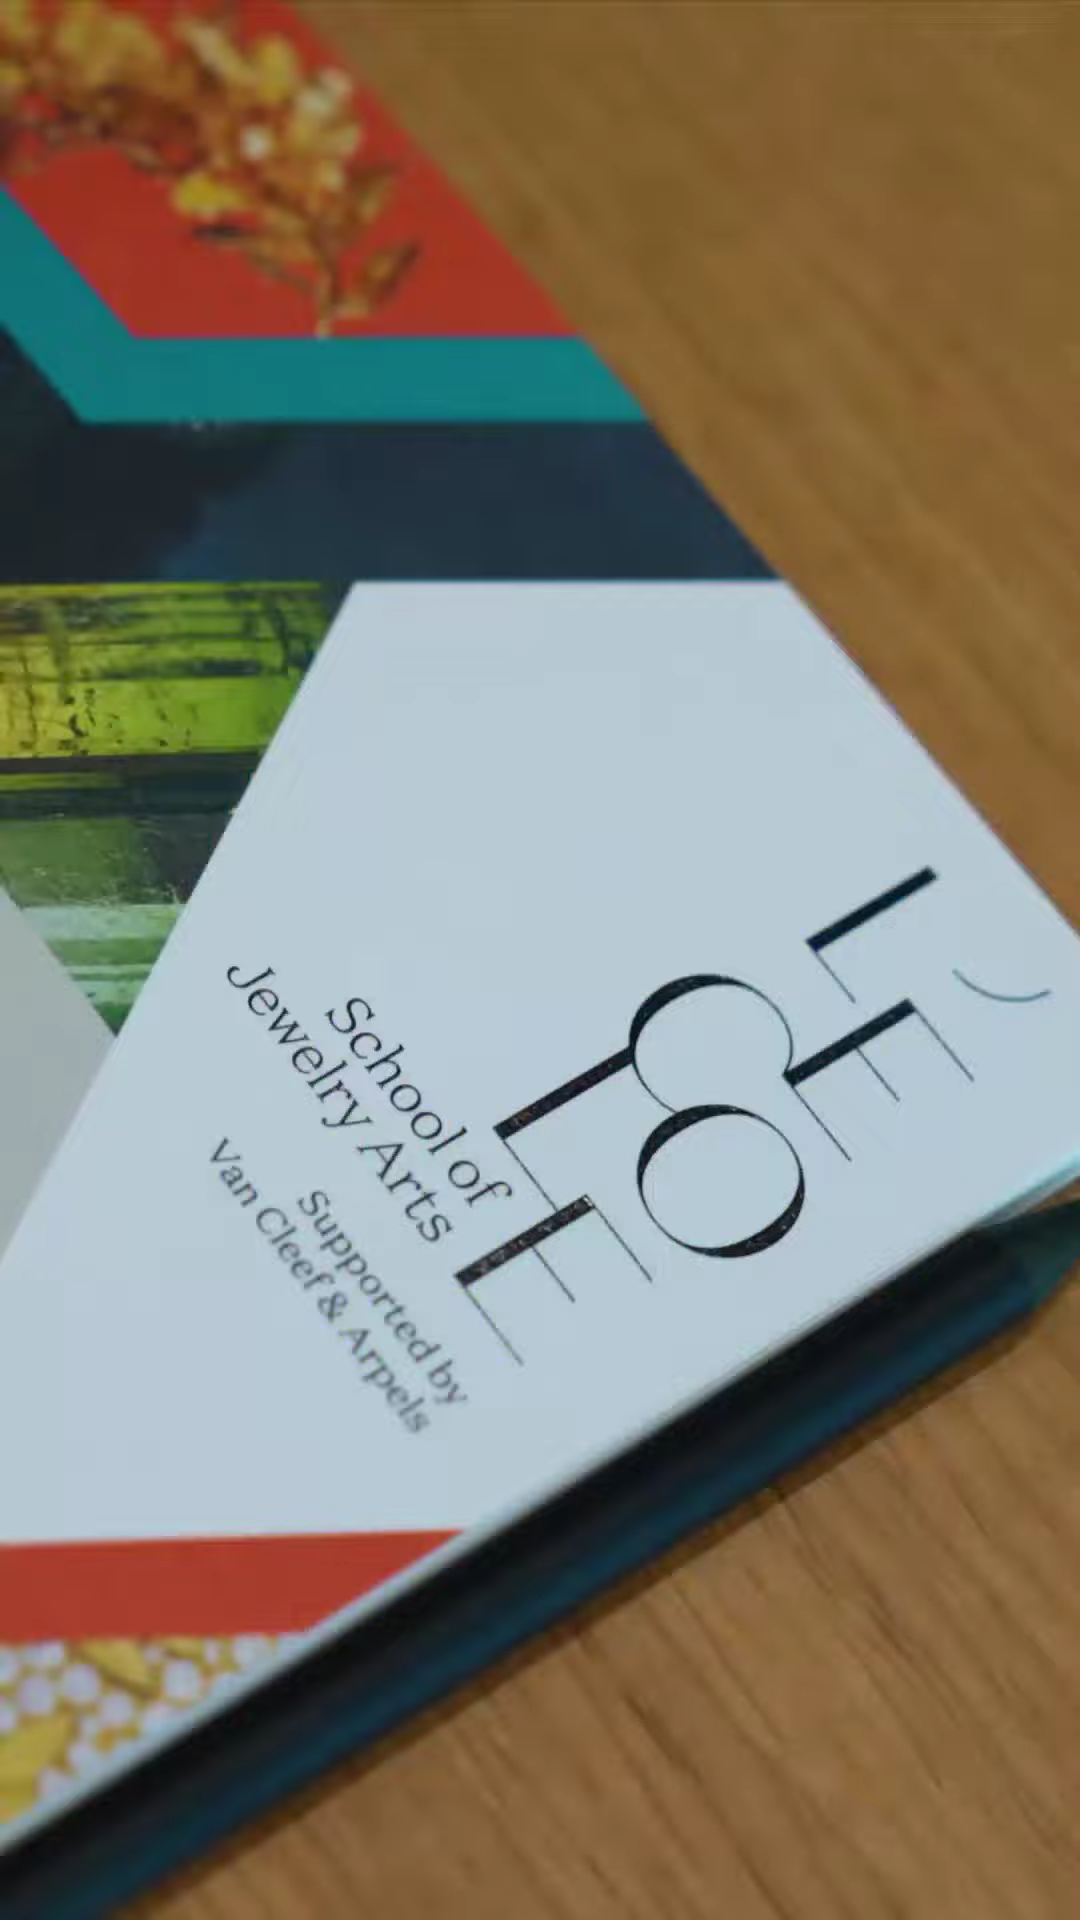 L'ÉCOLE
School of
Jewelry Arts
Supported by
Van Cleef & Arpels